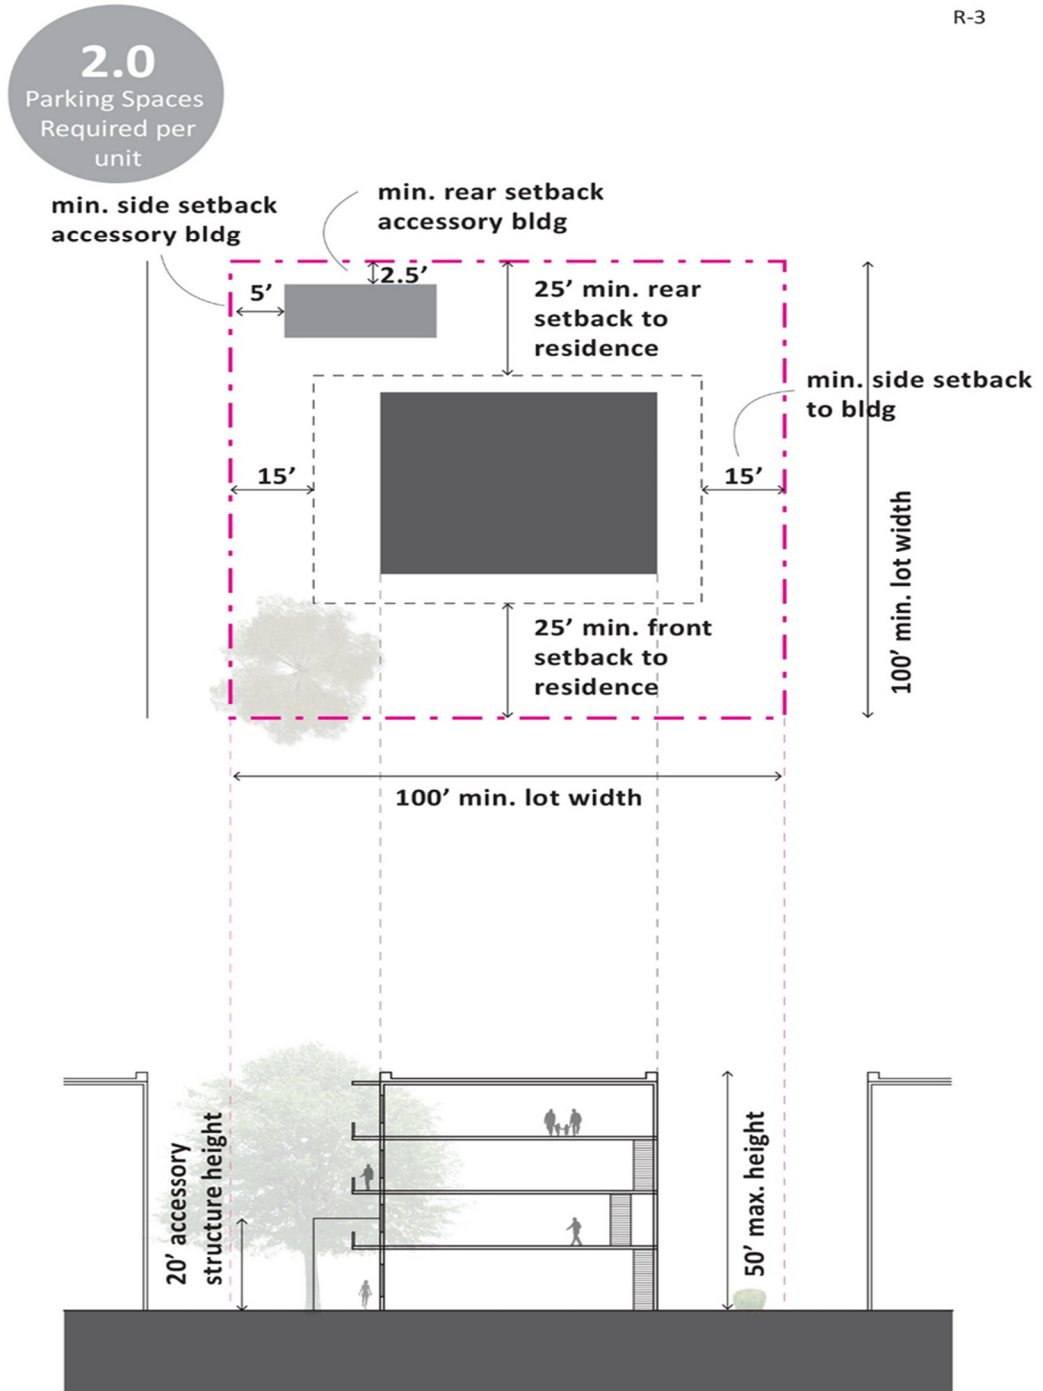 R-3
2.0
Parking Spaces
Required per
unit
min. side setback
accessory bldg
min. rear setback
accessory bldg
2.5’
5’
25’ min. rear
setback to
residence
min. side setback
to bldg
15’
15’
100’ min. lot width
25’ min. front
setback to
residence
100’ min. lot width
20’ accessory
structure height
50’ max. height